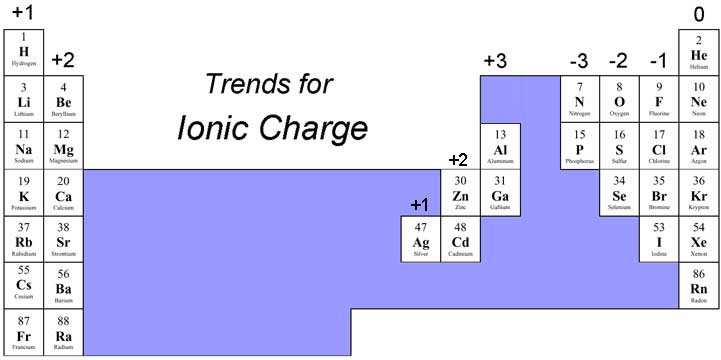 +1
0
1
H
Hydrogen
+2
+3
-3
-2
-1
2
He
Helium
Trends for
Ionic Charge
3
Li
Lithium
4
Be
Beryllium
7
N
Nitrogen
8
O
Oxygen
9
F
Fluorine
10
Ne
Neon
11
Na
Sodium
12
Mg
Magnesium
13
Al
Aluminum
15
P
Phosphorus
16
S
Sulfur
17
Cl
Chlorine
18
Ar
Argon
+2
19
K
Potassium
20
Ca
Calcium
30
Zn
Zinc
31
Ga
Gallium
34
Se
Selenium
35
Br
Bromine
36
Kr
Krypton
+1
37
Rb
Rubidium
38
Sr
Strontium
47
Ag
Silver
48
Cd
Cadmium
53
I
Iodine
54
Xe
Xenon
55
Cs
Cesium
56
Ba
Barium
86
Rn
Radon
87
Fr
Francium
88
Ra
Radium